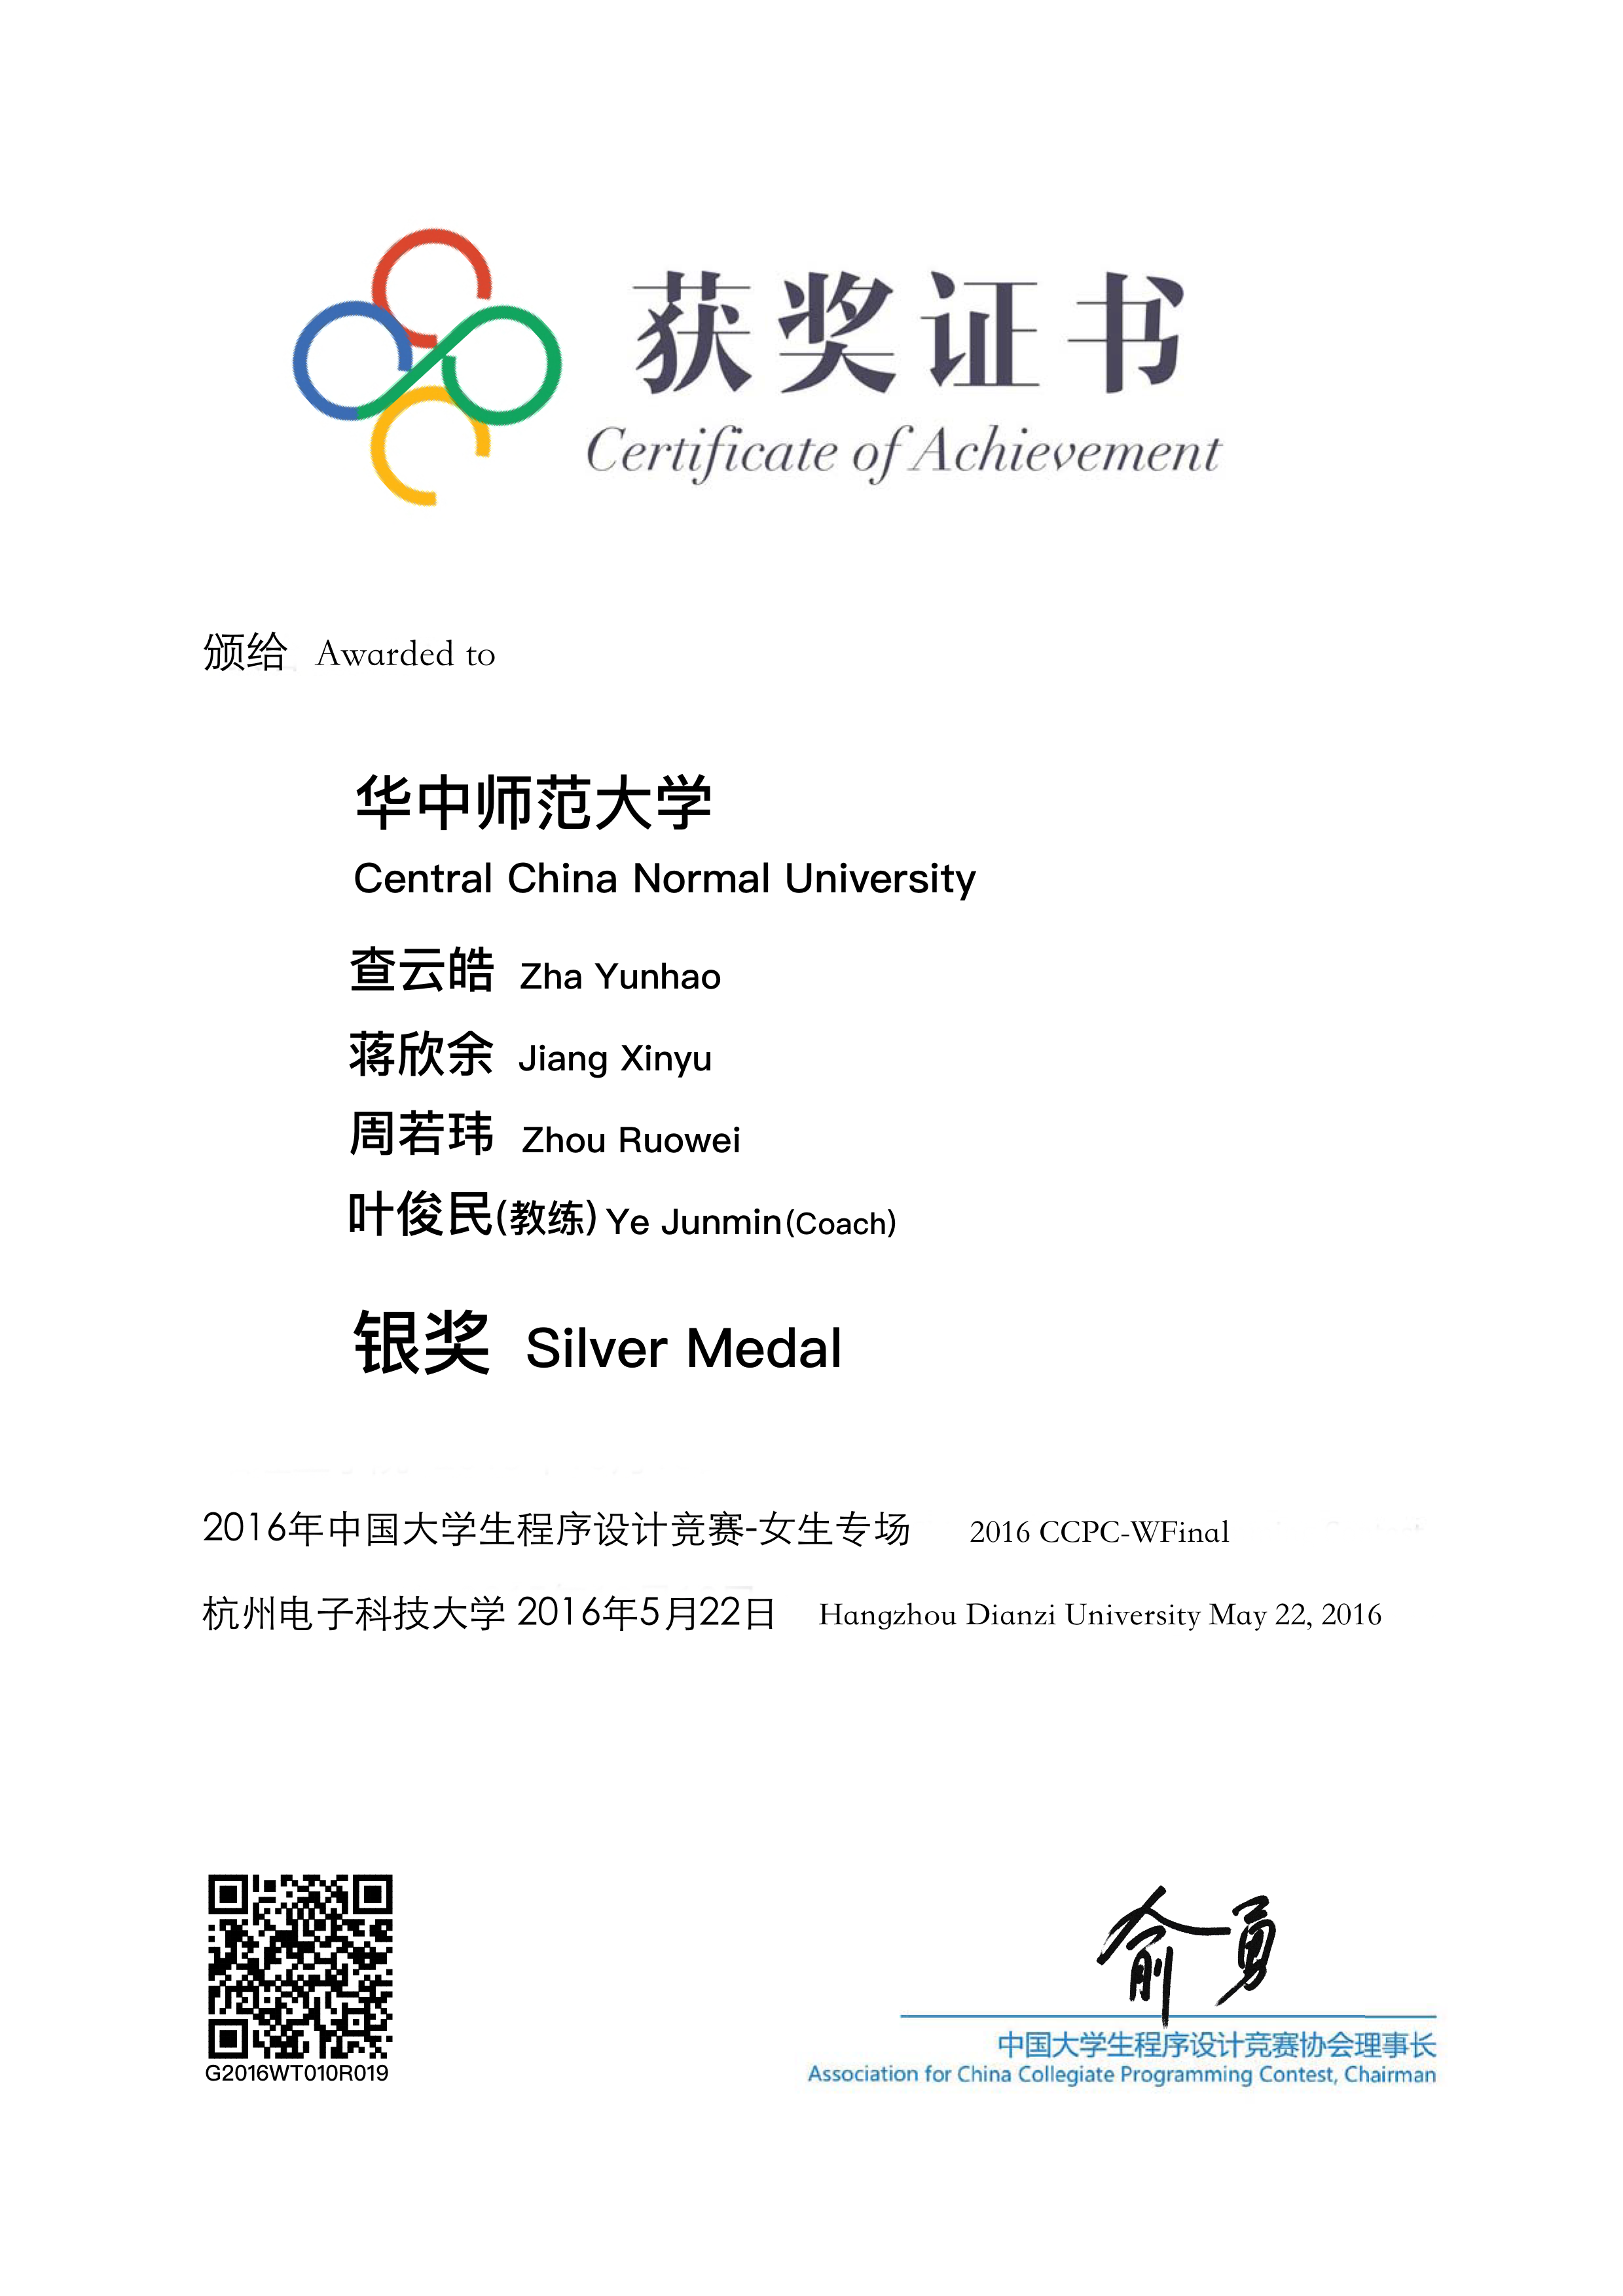 获奖证书
Certificate of Achievement
颁给 Awarded to
华中师范大学
Central China Normal University
查云皓 Zha Yunhao
蒋欣余 Jiang Xinyu
周若玮 Zhou Ruowei
叶俊民(教练) Ye Junmin(Coach)
银奖 Silver Medal
2016年中国大学生程序设计竞赛-女生专场 2016 CCPC-WFinal
杭州电子科技大学 2016年5月22日 Hangzhou Dianzi University May 22, 2016
俞勇
中国大学生程序设计竞赛协会理事长
Association for China Collegiate Programming Contest, Chairman
G2016WT010R019